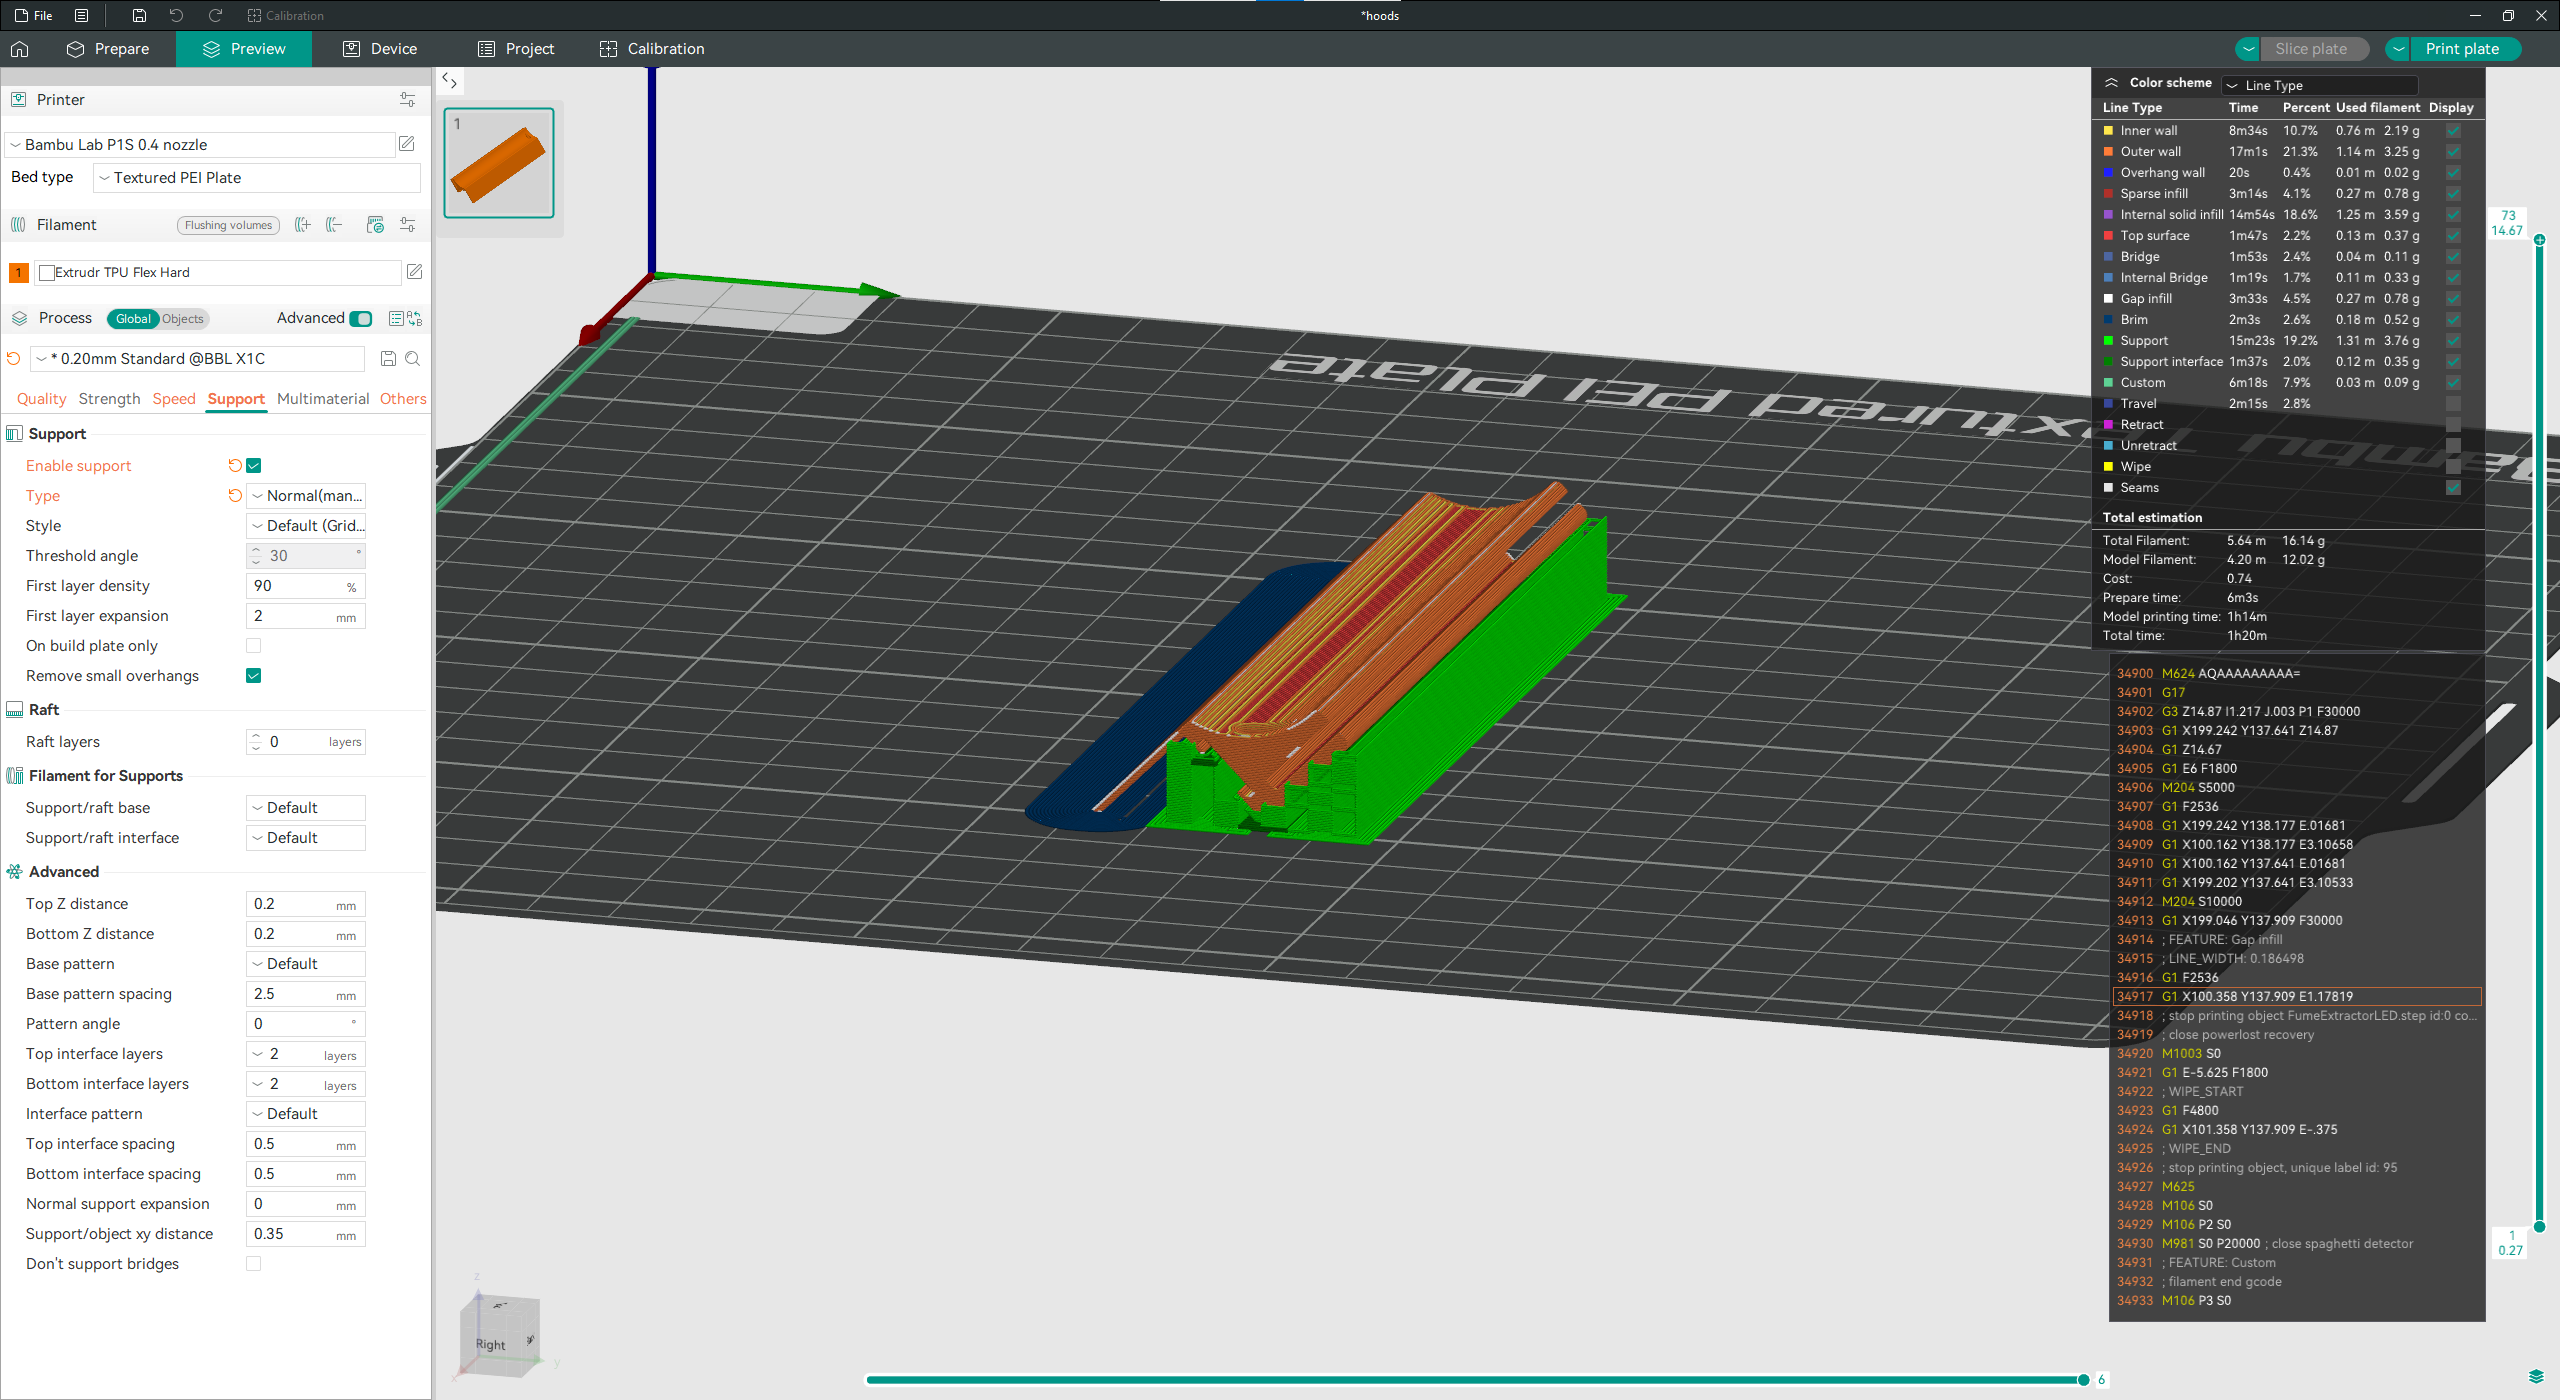 File
Calibration
*hoods
Prepare
Preview
Device
Project
Calibration
Slice plate
Print plate
Printer
Bambu Lab P1S 0.4 nozzle
Bed type Textured PEI Plate
Filament Flushing volumes
1 Extrudr TPU Flex Hard
Process Global Objects Advanced
* 0.20mm Standard @BBL X1C
Quality Strength Speed Support Multimaterial Others
Support
Enable support
Type Normal(man...
Style Default (Grid...
Threshold angle 30 °
First layer density 90 %
First layer expansion 2 mm
On build plate only
Remove small overhangs
Raft
Raft layers 0 layers
Filament for Supports
Support/raft base Default
Support/raft interface Default
Advanced
Top Z distance 0.2 mm
Bottom Z distance 0.2 mm
Base pattern Default
Base pattern spacing 2.5 mm
Pattern angle 0 °
Top interface layers 2 layers
Bottom interface layers 2 layers
Interface pattern Default
Top interface spacing 0.5 mm
Bottom interface spacing 0.5 mm
Normal support expansion 0 mm
Support/object xy distance 0.35 mm
Don't support bridges
1
Bambu Textured PEI Plate
z
Right
x
y
6
Color scheme Line Type
Line Type Time Percent Used filament Display
Inner wall 8m34s 10.7% 0.76 m 2.19 g
Outer wall 17m1s 21.3% 1.14 m 3.25 g
Overhang wall 20s 0.4% 0.01 m 0.02 g
Sparse infill 3m14s 4.1% 0.27 m 0.78 g
Internal solid infill 14m54s 18.6% 1.25 m 3.59 g
Top surface 1m47s 2.2% 0.13 m 0.37 g
Bridge 1m53s 2.4% 0.04 m 0.11 g
Internal Bridge 1m19s 1.7% 0.11 m 0.33 g
Gap infill 3m33s 4.5% 0.27 m 0.78 g
Brim 2m3s 2.6% 0.18 m 0.52 g
Support 15m23s 19.2% 1.31 m 3.76 g
Support interface 1m37s 2.0% 0.12 m 0.35 g
Custom 6m18s 7.9% 0.03 m 0.09 g
Travel 2m15s 2.8%
Retract
Unretract
Wipe
Seams
Total estimation
Total Filament: 5.64 m 16.14 g
Model Filament: 4.20 m 12.02 g
Cost: 0.74
Prepare time: 6m3s
Model printing time: 1h14m
Total time: 1h20m
34900 M624 AQAAAAAAAAA=
34901 G17
34902 G3 Z14.87 I1.217 J.003 P1 F30000
34903 G1 X199.242 Y137.641 Z14.87
34904 G1 Z14.67
34905 G1 E6 F1800
34906 M204 S5000
34907 G1 F2536
34908 G1 X199.242 Y138.177 E.01681
34909 G1 X100.162 Y138.177 E3.10658
34910 G1 X100.162 Y137.641 E.01681
34911 G1 X199.202 Y137.641 E3.10533
34912 M204 S10000
34913 G1 X199.046 Y137.909 F30000
34914 ; FEATURE: Gap infill
34915 ; LINE_WIDTH: 0.186498
34916 G1 F2536
34917 G1 X100.358 Y137.909 E1.17819
34918 ; stop printing object FumeExtractorLED.step id:0 co...
34919 ; close powerlost recovery
34920 M1003 S0
34921 G1 E-5.625 F1800
34922 ; WIPE_START
34923 G1 F4800
34924 G1 X101.358 Y137.909 E-.375
34925 ; WIPE_END
34926 ; stop printing object, unique label id: 95
34927 M625
34928 M106 S0
34929 M106 P2 S0
34930 M981 S0 P20000 ; close spaghetti detector
34931 ; FEATURE: Custom
34932 ; filament end gcode
34933 M106 P3 S0
73
14.67
1
0.27